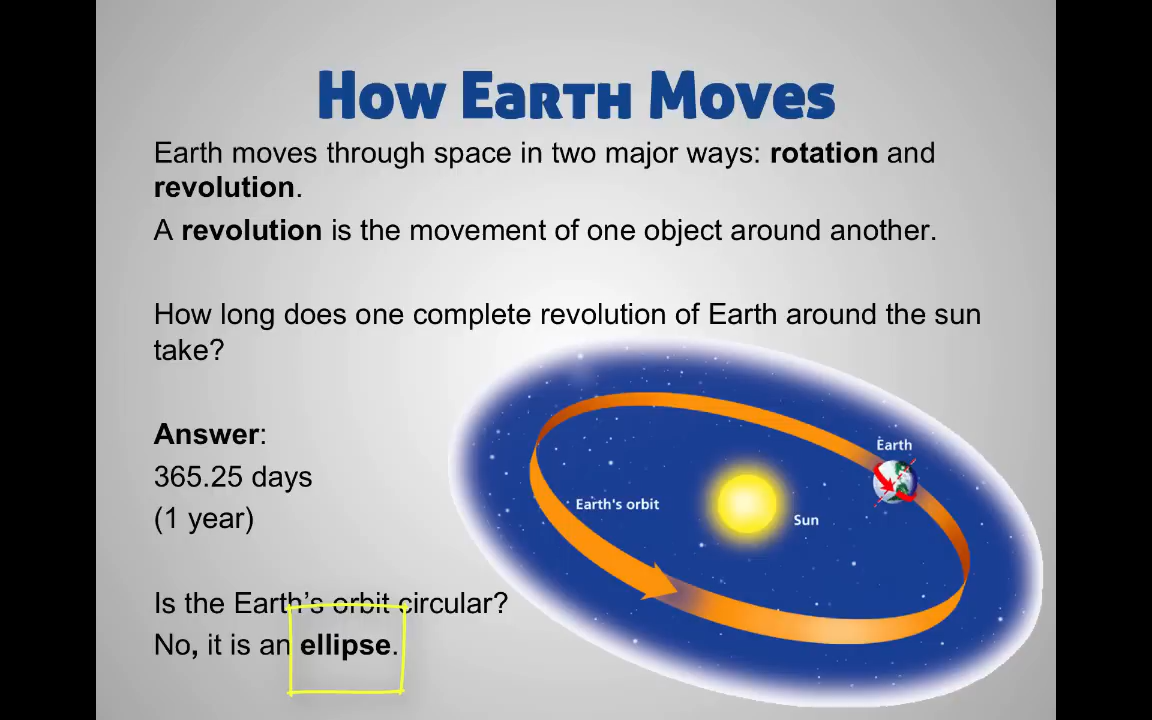 How Earth Moves
Earth moves through space in two major ways: rotation and
revolution.
A revolution is the movement of one object around another.
How long does one complete revolution of Earth around the sun
take?
Answer:
365.25 days
(1 year)
Earth
Earth's orbit
Sun
Is the Earth’s orbit circular?
No, it is an ellipse.